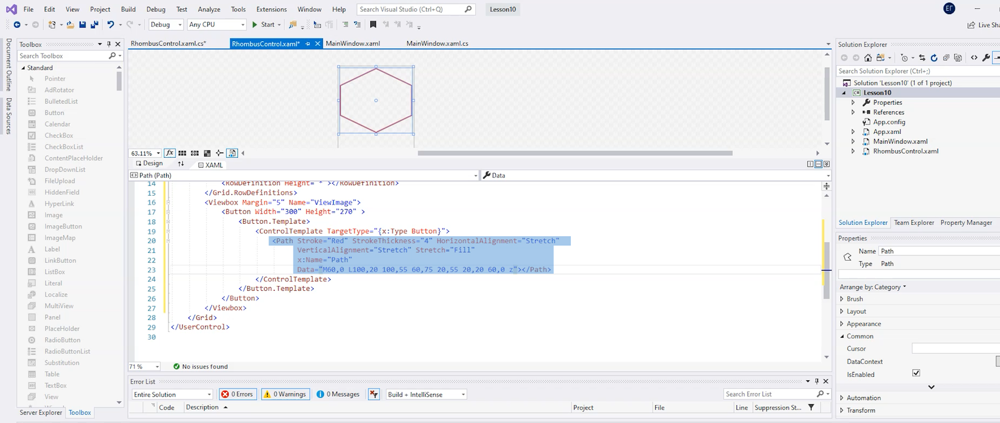 File Edit View Project Build Debug Test Analyze Tools Extensions Window Help Search Visual Studio (Ctrl+Q) Lesson10 ЕГ
Debug Any CPU Start Live Sha
Document Outline
Data Sources
Toolbox
Search Toolbox
Standard
Pointer
AdRotator
BulletedList
Button
Calendar
CheckBox
CheckBoxList
ContentPlaceHolder
DropDownList
FileUpload
HiddenField
HyperLink
Image
ImageButton
ImageMap
Label
LinkButton
ListBox
Literal
Localize
MultiView
Panel
PlaceHolder
RadioButton
RadioButtonList
Substitution
Table
TextBox
View
Server Explorer Toolbox
RhombusControl.xaml.cs* RhombusControl.xaml* MainWindow.xaml MainWindow.xaml.cs
63.11% fx
Design XAML
Path (Path) Data
14 <RowDefinition Height="*"></RowDefinition>
15 </Grid.RowDefinitions>
16 <Viewbox Margin="5" Name="ViewImage">
17 <Button Width="300" Height="270" >
18 <Button.Template>
19 <ControlTemplate TargetType="{x:Type Button}">
20 <Path Stroke="Red" StrokeThickness="4" HorizontalAlignment="Stretch"
21 VerticalAlignment="Stretch" Stretch="Fill"
22 x:Name="Path"
23 Data="M60,0 L100,20 100,55 60,75 20,55 20,20 60,0 z"></Path>
24 </ControlTemplate>
25 </Button.Template>
26 </Button>
27 </Viewbox>
28 </Grid>
29 </UserControl>
30
71 % No issues found
Error List
Entire Solution 0 Errors 0 Warnings 0 Messages Build + IntelliSense Search Error List
Code Description Project File Line Suppression St...
Solution Explorer
Search Solution Explorer (Ctrl+;)
Solution 'Lesson10' (1 of 1 project)
C# Lesson10
Properties
References
App.config
App.xaml
MainWindow.xaml
RhombusControl.xaml
Solution Explorer Team Explorer Property Manager
Properties
Name Path
Type Path
Arrange by: Category
Brush
Layout
Appearance
Common
Cursor
DataContext
IsEnabled
Automation
Transform